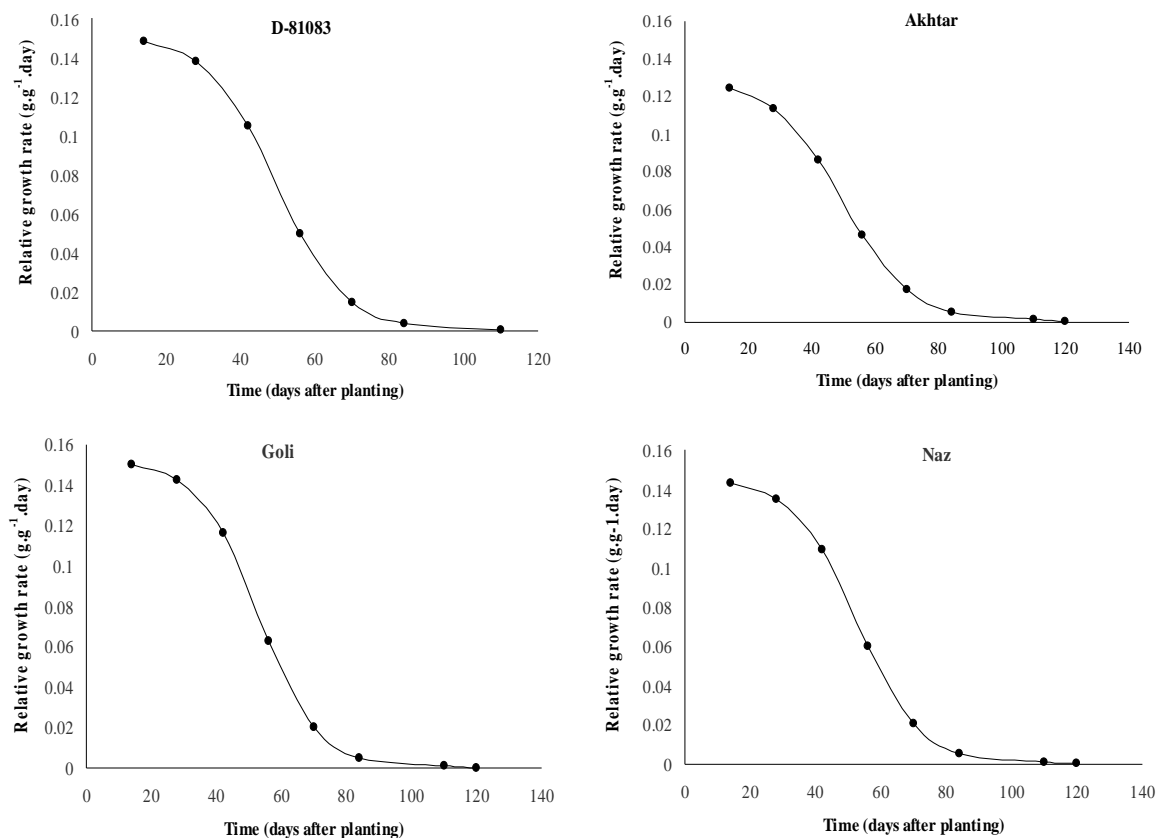 D-81083
Relative growth rate (g.g⁻¹.day)
0.16
0.14
0.12
0.1
0.08
0.06
0.04
0.02
0
0 20 40 60 80 100 120
Time (days after planting)
Akhtar
Relative growth rate (g.g⁻¹.day)
0.16
0.14
0.12
0.1
0.08
0.06
0.04
0.02
0
0 20 40 60 80 100 120 140
Time (days after planting)
Goli
Relative growth rate (g.g⁻¹.day)
0.16
0.14
0.12
0.1
0.08
0.06
0.04
0.02
0
0 20 40 60 80 100 120 140
Time (days after planting)
Naz
Relative growth rate (g.g-1.day)
0.16
0.14
0.12
0.1
0.08
0.06
0.04
0.02
0
0 20 40 60 80 100 120 140
Time (days after planting)